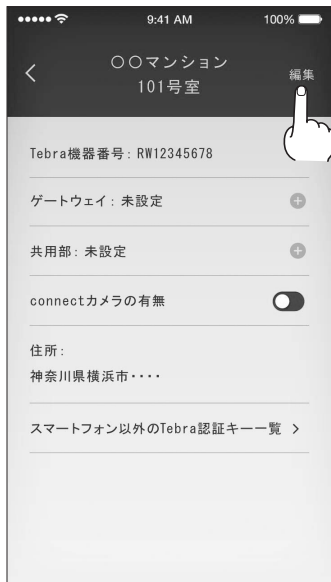 9:41 AM
100%
○○マンション
101号室
編集
Tebra機器番号: RW12345678
ゲートウェイ: 未設定
共用部: 未設定
connectカメラの有無
住所:
神奈川県横浜市・・・・
スマートフォン以外のTebra認証キー一覧